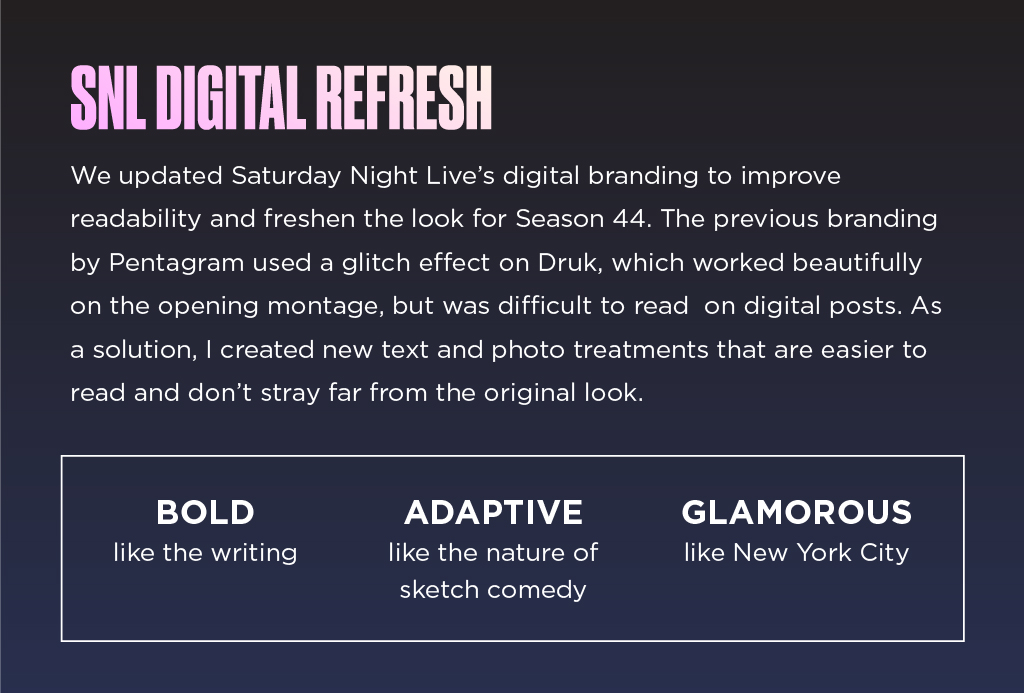 SNL DIGITAL REFRESH
We updated Saturday Night Live’s digital branding to improve
readability and freshen the look for Season 44. The previous branding
by Pentagram used a glitch effect on Druk, which worked beautifully
on the opening montage, but was difficult to read  on digital posts. As
a solution, I created new text and photo treatments that are easier to
read and don’t stray far from the original look.
BOLD
like the writing
ADAPTIVE
like the nature of
sketch comedy
GLAMOROUS
like New York City